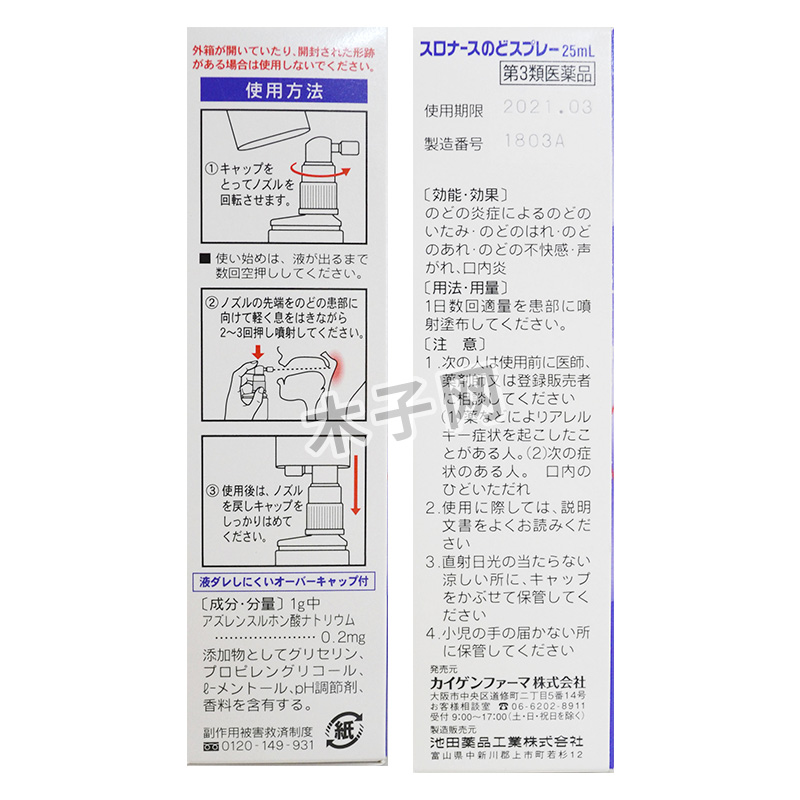 外箱が開いていたり、開封された形跡
がある場合は使用しないでください。
使用方法
①キャップを
とってノズルを
回転させます。
■ 使い始めは、液が出るまで
数回空押ししてください。
②ノズルの先端をのどの患部に
向けて軽く息をはきながら
2〜3回押し噴射してください。
③使用後は、ノズル
を戻しキャップを
しっかりはめて
ください。
液ダレしにくいオーバーキャップ付
〔成分・分量〕1g中
アズレンスルホン酸ナトリウム
…………………0.2mg
添加物としてグリセリン、
プロピレングリコール、
ℓ-メントール、pH調節剤、
香料を含有する。
副作用被害救済制度
0120-149-931
紙
スロナースのどスプレー 25mL
第3類医薬品
使用期限 2021.03
製造番号 1803A
〔効能・効果〕
のどの炎症によるのどの
いたみ・のどのはれ・のど
のあれ・のどの不快感・声
がれ、口内炎
〔用法・用量〕
1日数回適量を患部に噴
射塗布してください。
〔注 意〕
1.次の人は使用前に医師、
薬剤師又は登録販売者
に相談してください
(1)薬などによりアレル
ギー症状を起こしたこと
がある人。(2)次の症
状のある人。 口内の
ひどいただれ
2.使用に際しては、説明
文書をよくお読みくだ
さい
3.直射日光の当たらない
涼しい所に、キャップ
をかぶせて保管してく
ださい
4.小児の手の届かない所
に保管してください
発売元
カイゲンファーマ株式会社
大阪市中央区道修町二丁目5番14号
お客様相談室 ☎ 06-6202-8911
受付 9:00〜17:00(土・日・祝日を除く)
製造販売元
池田薬品工業株式会社
富山県中新川郡上市町若杉12
木子网